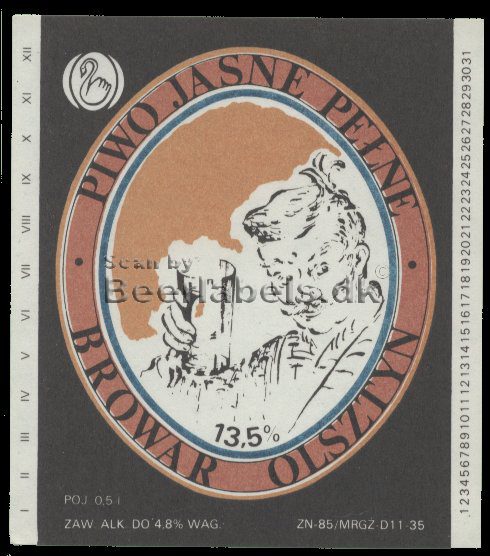 PIWO JASNE PEŁNE
Scan by
BeerLabels.dk ©
13,5%
BROWAR OLSZTYN
POJ. 0,5 l
ZAW. ALK. DO 4,8% WAG.
ZN-85/MRGŻ-D11-35
I II III IV V VI VII VIII IX X XI XII
12345678910111213141516171819202122232425262728293031